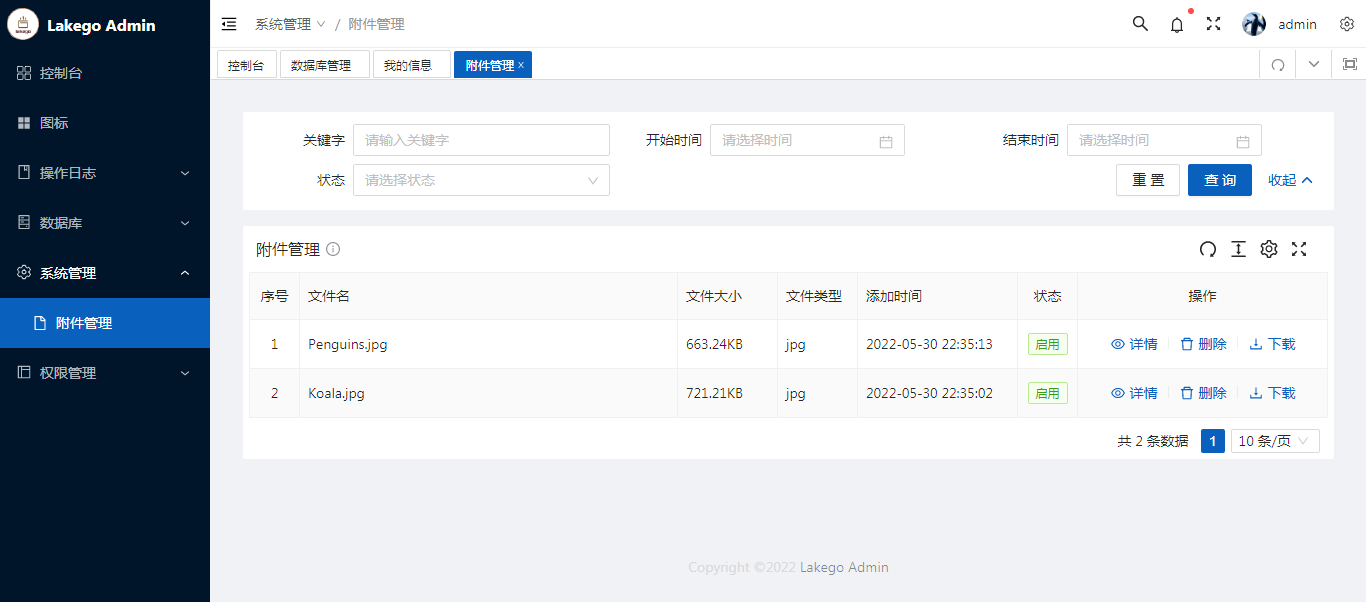 Lakego Admin
控制台
图标
操作日志
数据库
系统管理
附件管理
权限管理
系统管理 / 附件管理
admin
控制台 数据库管理 我的信息 附件管理 ×
关键字 请输入关键字 开始时间 请选择时间 结束时间 请选择时间
状态 请选择状态 重 置 查 询 收起
附件管理
序号 文件名 文件大小 文件类型 添加时间 状态 操作
1 Penguins.jpg 663.24KB jpg 2022-05-30 22:35:13 启用 详情 删除 下载
2 Koala.jpg 721.21KB jpg 2022-05-30 22:35:02 启用 详情 删除 下载
共 2 条数据 1 10 条/页
Copyright ©2022 Lakego Admin